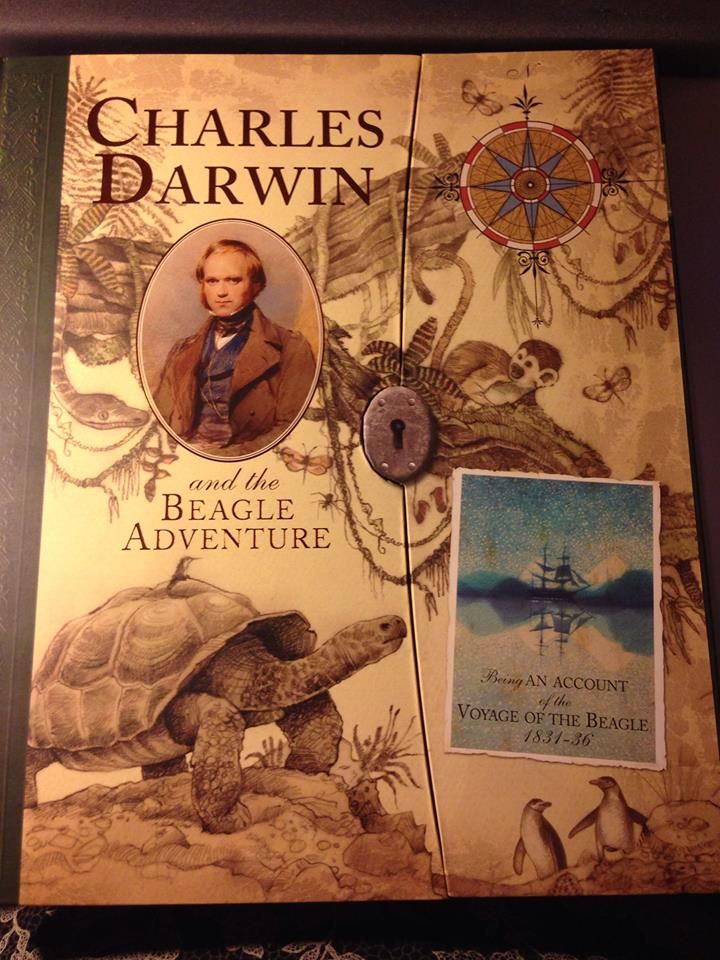 CHARLES
DARWIN
and the
BEAGLE
ADVENTURE
N
Being AN ACCOUNT
of the
VOYAGE OF THE BEAGLE
1831-36